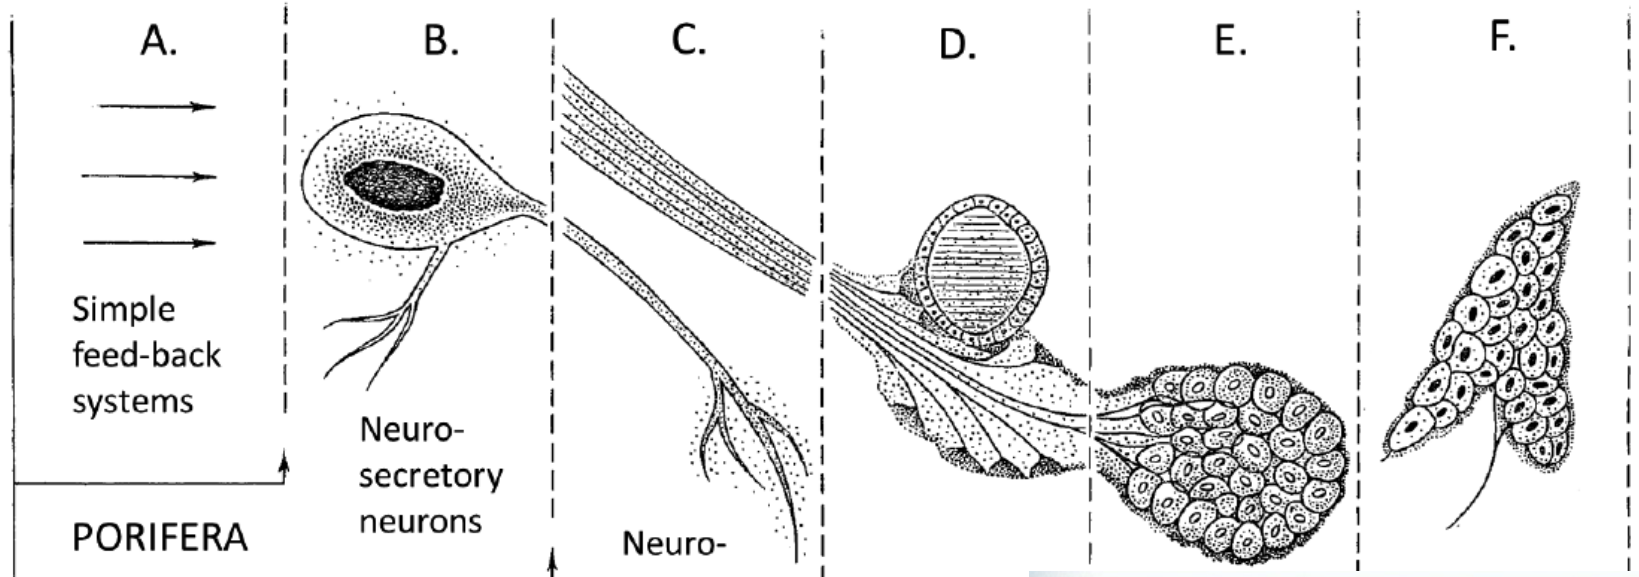 A.
B.
C.
D.
E.
F.
Simple
feed-back
systems
PORIFERA
Neuro-
secretory
neurons
Neuro-